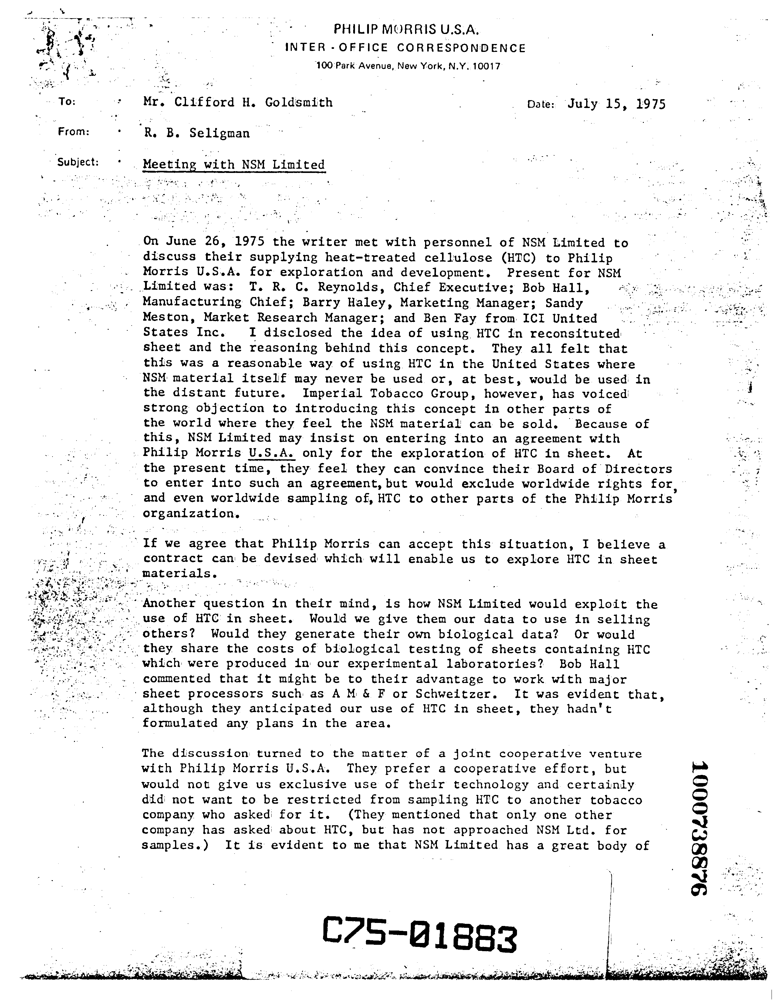 PHILIP MORRIS U.S.A.
INTER - OFFICE CORRESPONDENCE
100 Park Avenue, New York, N.Y. 10017
To: Mr. Clifford H. Goldsmith Date: July 15, 1975
From: R. B. Seligman
Subject: Meeting with NSM Limited
On June 26, 1975 the writer met with personnel of NSM Limited to
discuss their supplying heat-treated cellulose (HTC) to Philip
Morris U.S.A. for exploration and development. Present for NSM
Limited was: T. R. C. Reynolds, Chief Executive; Bob Hall,
Manufacturing Chief; Barry Haley, Marketing Manager; Sandy
Meston, Market Research Manager; and Ben Fay from ICI United
States Inc. I disclosed the idea of using HTC in reconsituted
sheet and the reasoning behind this concept. They all felt that
this was a reasonable way of using HTC in the United States where
NSM material itself may never be used or, at best, would be used in
the distant future. Imperial Tobacco Group, however, has voiced
strong objection to introducing this concept in other parts of
the world where they feel the NSM material can be sold. Because of
this, NSM Limited may insist on entering into an agreement with
Philip Morris U.S.A. only for the exploration of HTC in sheet. At
the present time, they feel they can convince their Board of Directors
to enter into such an agreement, but would exclude worldwide rights for,
and even worldwide sampling of, HTC to other parts of the Philip Morris
organization.
If we agree that Philip Morris can accept this situation, I believe a
contract can be devised which will enable us to explore HTC in sheet
materials.
Another question in their mind, is how NSM Limited would exploit the
use of HTC in sheet. Would we give them our data to use in selling
others? Would they generate their own biological data? Or would
they share the costs of biological testing of sheets containing HTC
which were produced in our experimental laboratories? Bob Hall
commented that it might be to their advantage to work with major
sheet processors such as A M & F or Schweitzer. It was evident that,
although they anticipated our use of HTC in sheet, they hadn't
formulated any plans in the area.
The discussion turned to the matter of a joint cooperative venture
with Philip Morris U.S.A. They prefer a cooperative effort, but
would not give us exclusive use of their technology and certainly
did not want to be restricted from sampling HTC to another tobacco
company who asked for it. (They mentioned that only one other
company has asked about HTC, but has not approached NSM Ltd. for
samples.) It is evident to me that NSM Limited has a great body of
1000738876
C75-01883